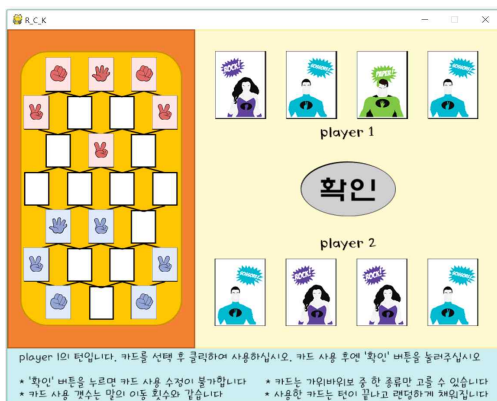 R_C_K
ROCK!
SCISSORS!
PAPER!
SCISSORS!
player 1
확인
player 2
SCISSORS!
ROCK!
ROCK!
SCISSORS!
player 1의 턴입니다. 카드를 선택 후 클릭하여 사용하십시오. 카드 사용 후엔 '확인' 버튼을 눌러주십시오
* '확인' 버튼을 누르면 카드 사용 수정이 불가합니다
* 카드는 가위바위보 중 한 종류만 고를 수 있습니다
* 카드 사용 갯수는 말의 이동 횟수와 같습니다
* 사용한 카드는 턴이 끝나고 랜덤하게 채워집니다